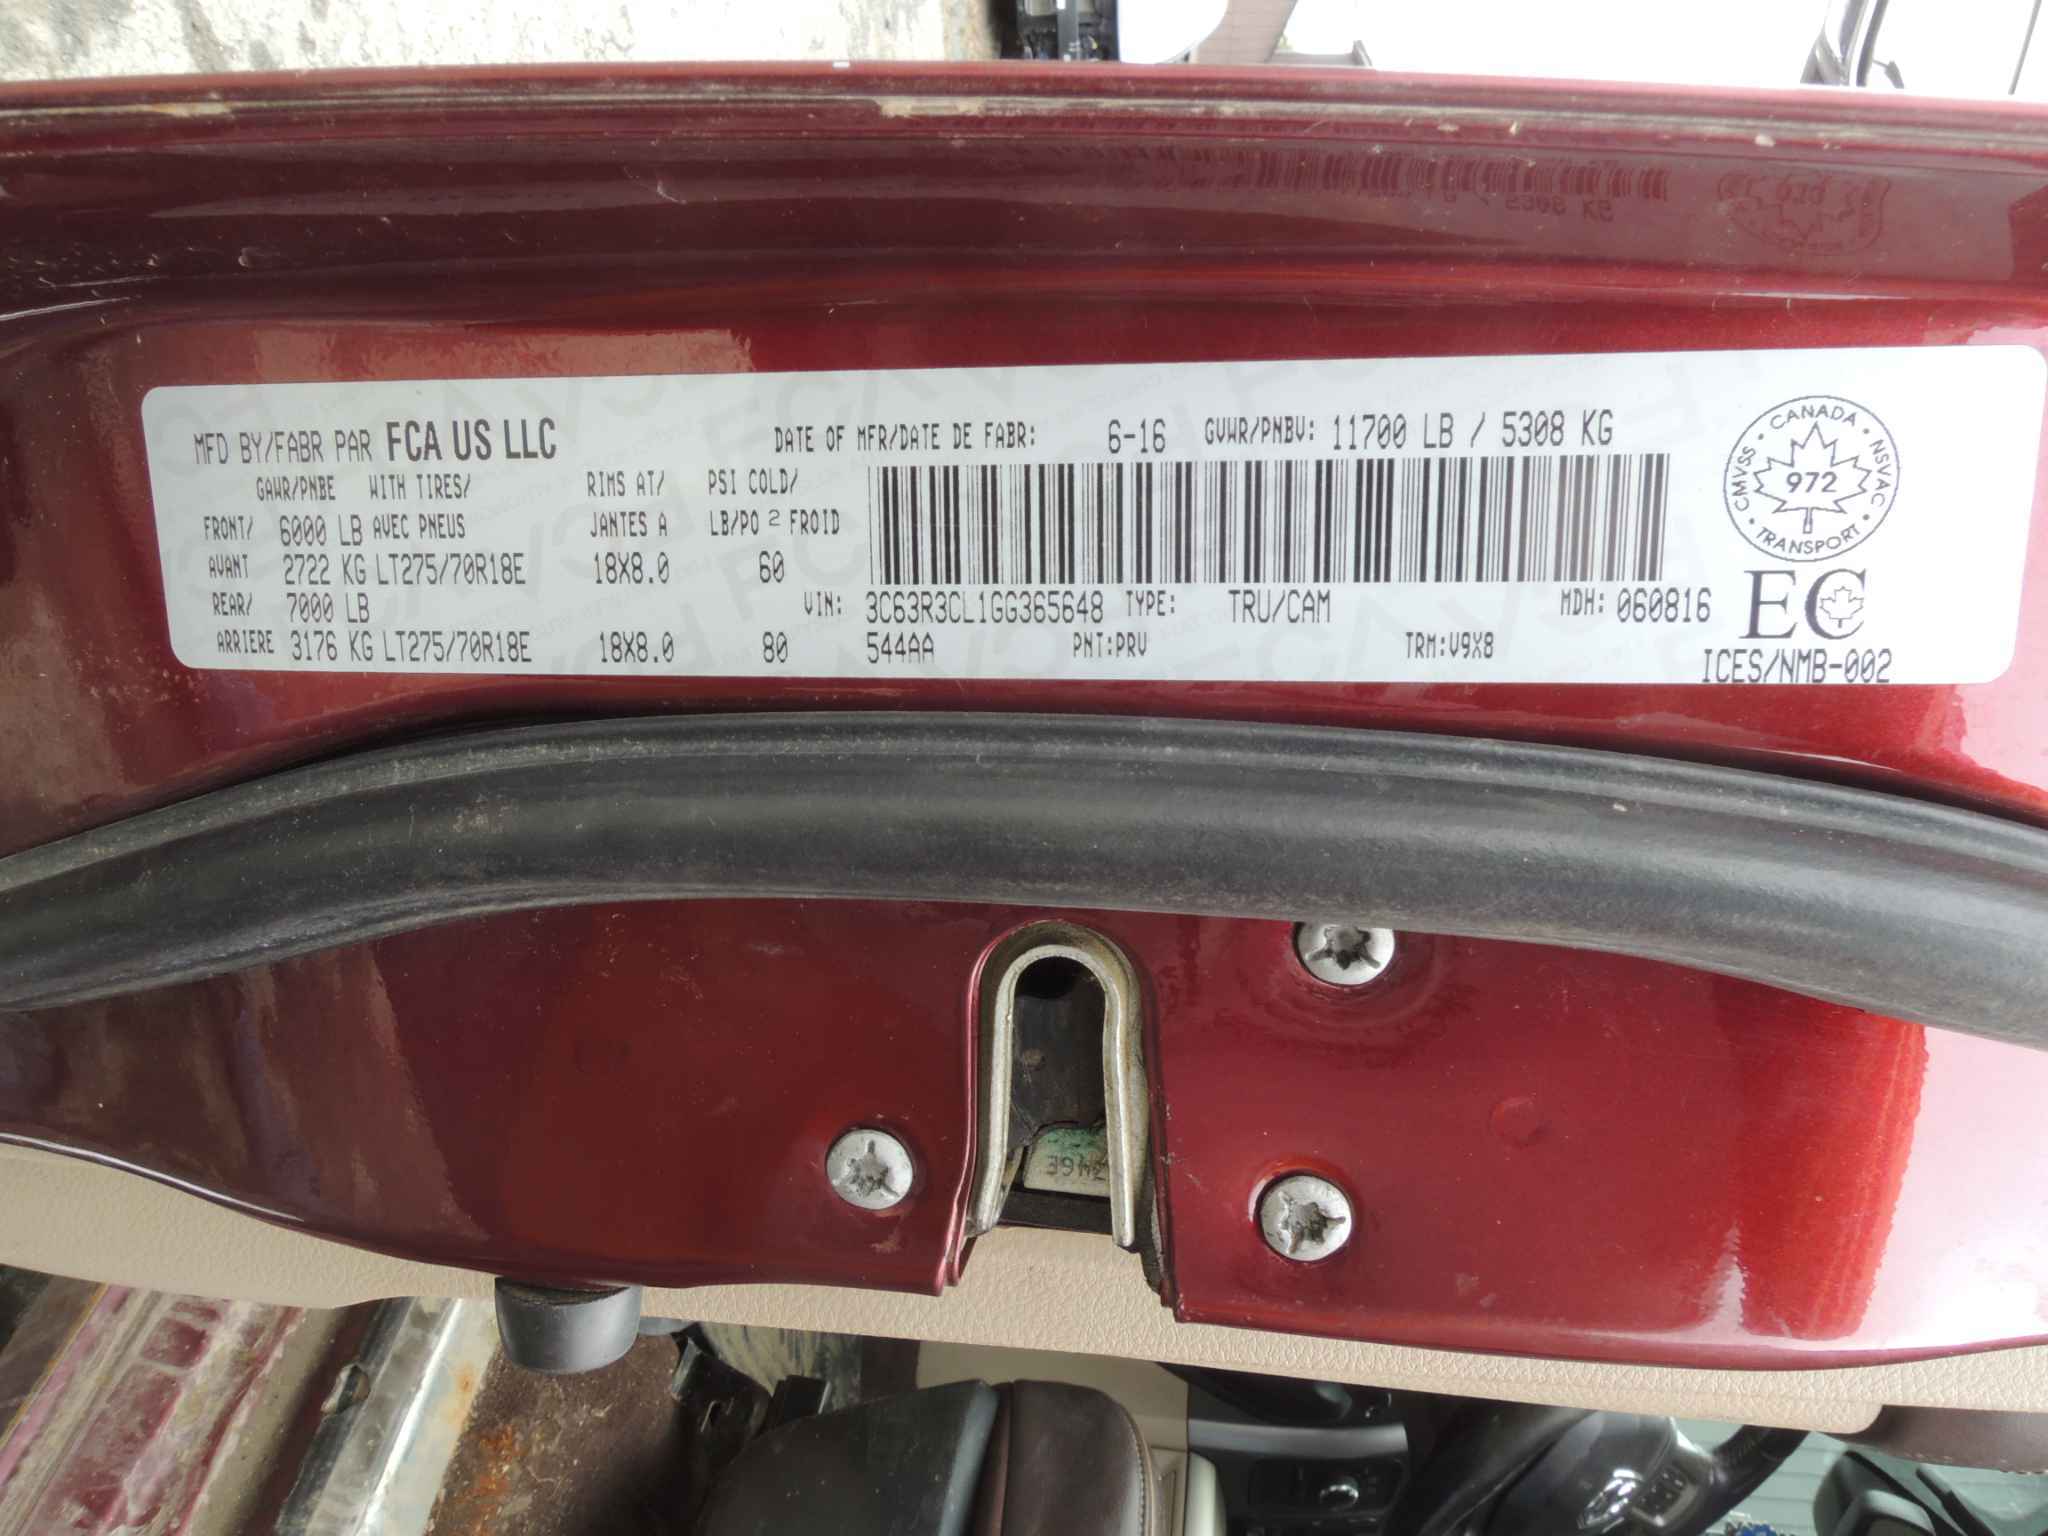 MFD BY/FABR PAR FCA US LLC DATE OF MFR/DATE DE FABR: 6-16 GVWR/PNBV: 11700 LB / 5308 KG
GAWR/PNBE WITH TIRES/ RIMS AT/ PSI COLD/
FRONT/ 6000 LB AVEC PNEUS JANTES A LB/PO 2 FROID
AVANT 2722 KG LT275/70R18E 18X8.0 60
REAR/ 7000 LB VIN: 3C63R3CL1GG365648 TYPE: TRU/CAM MDH: 060816
ARRIERE 3176 KG LT275/70R18E 18X8.0 80 544AA PNT:PRV TRM:V9X8
CANADA
CMVSS 972 NSVAC
TRANSPORT
EC
ICES/NMB-002